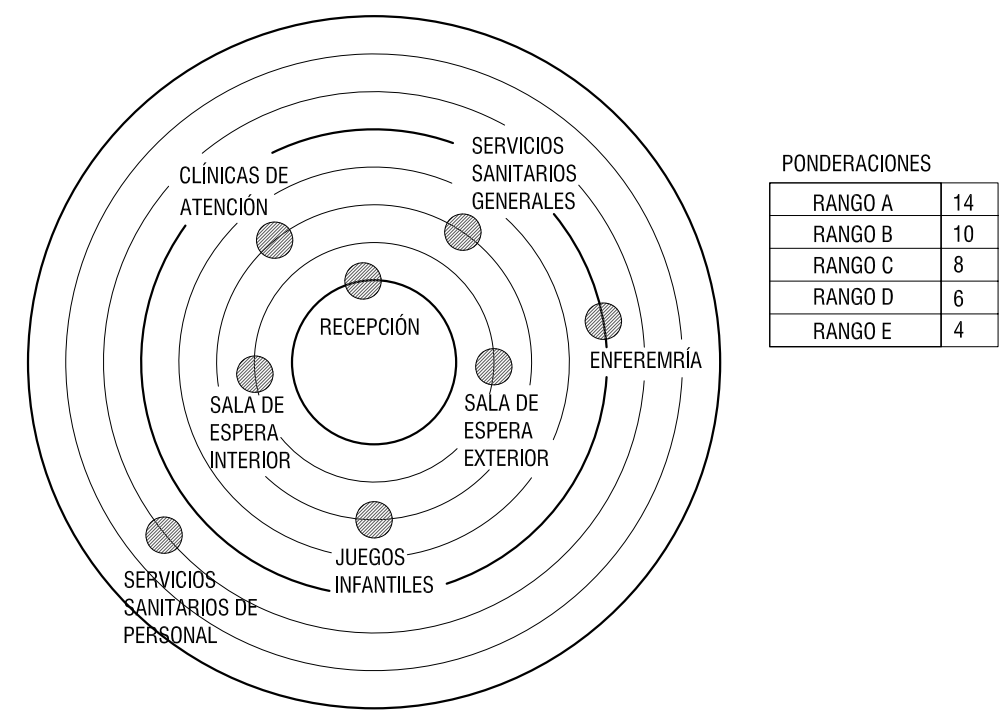 CLÍNICAS DE
ATENCIÓN
SERVICIOS
SANITARIOS
GENERALES
RECEPCIÓN
ENFEREMRÍA
SALA DE
ESPERA
INTERIOR
SALA DE
ESPERA
EXTERIOR
JUEGOS
INFANTILES
SERVICIOS
SANITARIOS DE
PERSONAL
PONDERACIONES
RANGO A 14
RANGO B 10
RANGO C 8
RANGO D 6
RANGO E 4